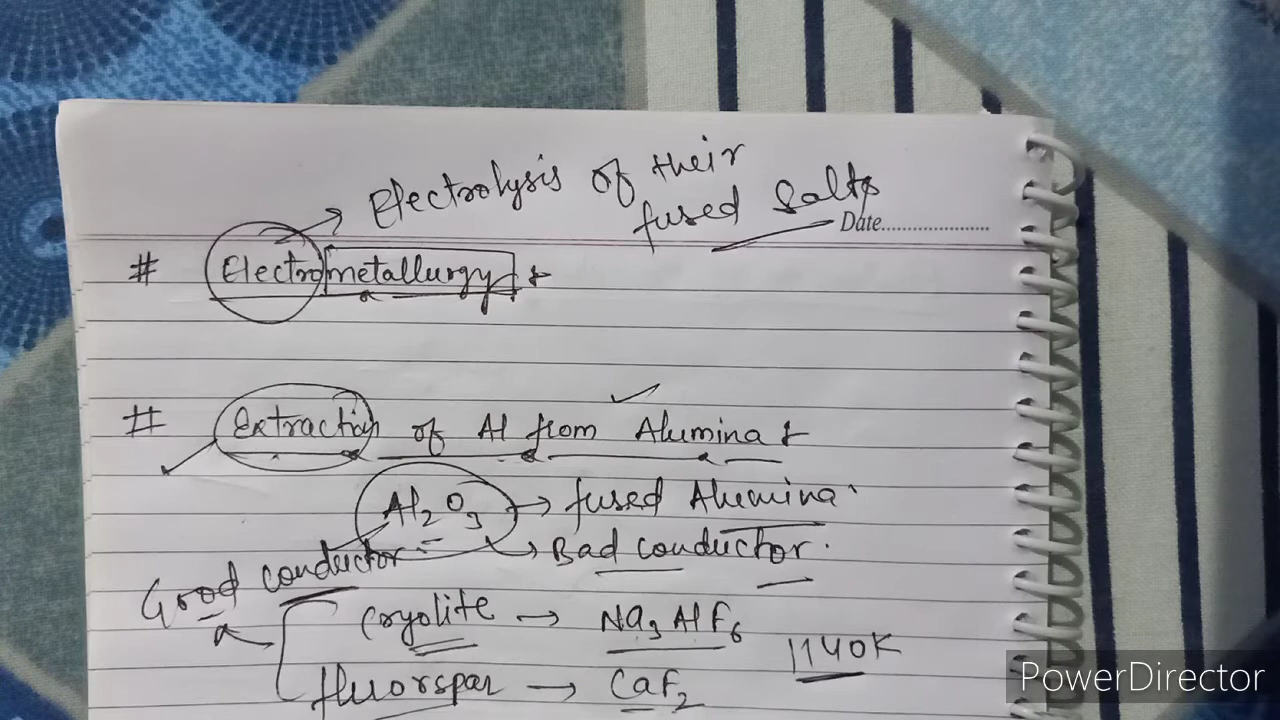 Electrolysis of their
fused Salts
Date
# Electrometallurgy
# Extraction of Al from Alumina
Al2O3 → fused Alumina
→ Bad conductor.
Good conductor
Cryolite → Na3AlF6
1140K
fluorspar → CaF2
PowerDirector